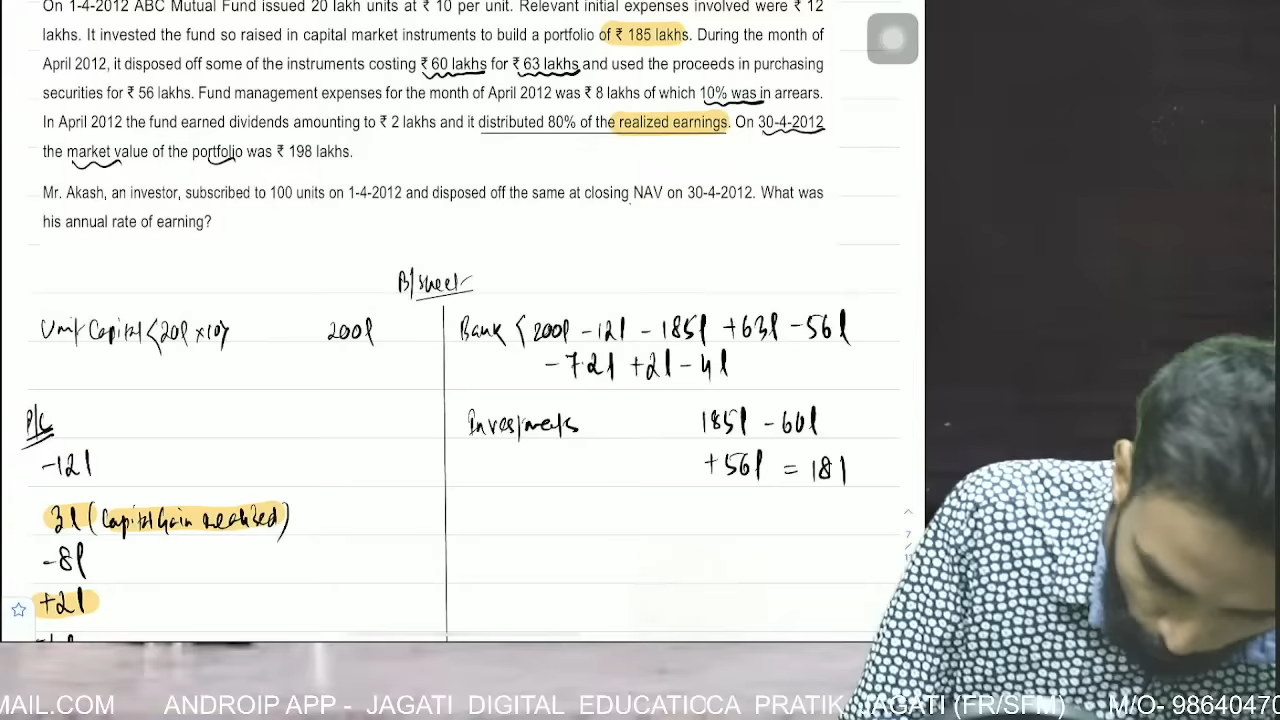 On 1-4-2012 ABC Mutual Fund issued 20 lakh units at ₹ 10 per unit. Relevant initial expenses involved were ₹ 12
lakhs. It invested the fund so raised in capital market instruments to build a portfolio of ₹ 185 lakhs. During the month of
April 2012, it disposed off some of the instruments costing ₹ 60 lakhs for ₹ 63 lakhs and used the proceeds in purchasing
securities for ₹ 56 lakhs. Fund management expenses for the month of April 2012 was ₹ 8 lakhs of which 10% was in arrears.
In April 2012 the fund earned dividends amounting to ₹ 2 lakhs and it distributed 80% of the realized earnings. On 30-4-2012
the market value of the portfolio was ₹ 198 lakhs.
Mr. Akash, an investor, subscribed to 100 units on 1-4-2012 and disposed off the same at closing NAV on 30-4-2012. What was
his annual rate of earning?
B/sheet
Unit Capital <20l x10> 200l
Bank { 200l -12l - 185l +63l -56l
-7.2l +2l - 4l
Investments 185l - 60l
+56l = 181
P/L
-12l
3l (Capital Gain realised)
-8l
+2l
MAIL.COM ANDROIP APP - JAGATI DIGITAL EDUCATICCA PRATIK JAGATI (FR/SFM) M/O- 9864047